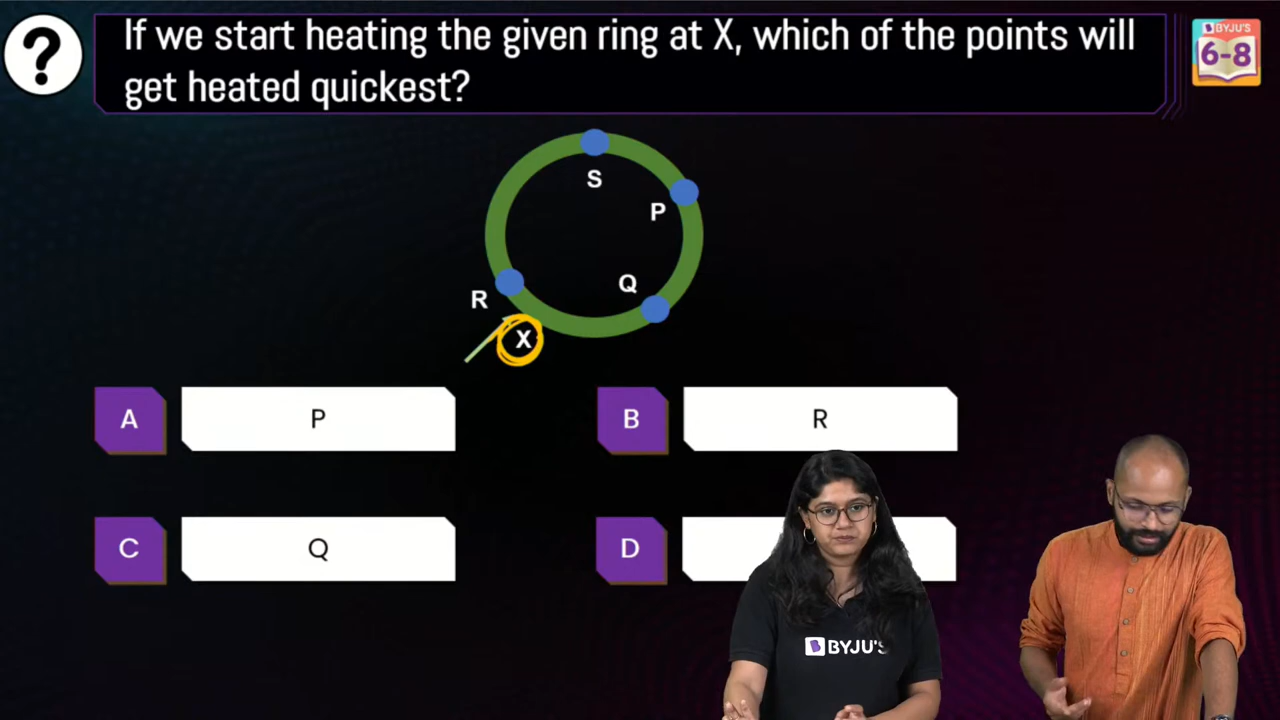 ?
If we start heating the given ring at X, which of the points will
get heated quickest?
BYJU'S
6-8
S
P
Q
R
X
A
P
B
R
C
Q
D
BYJU'S